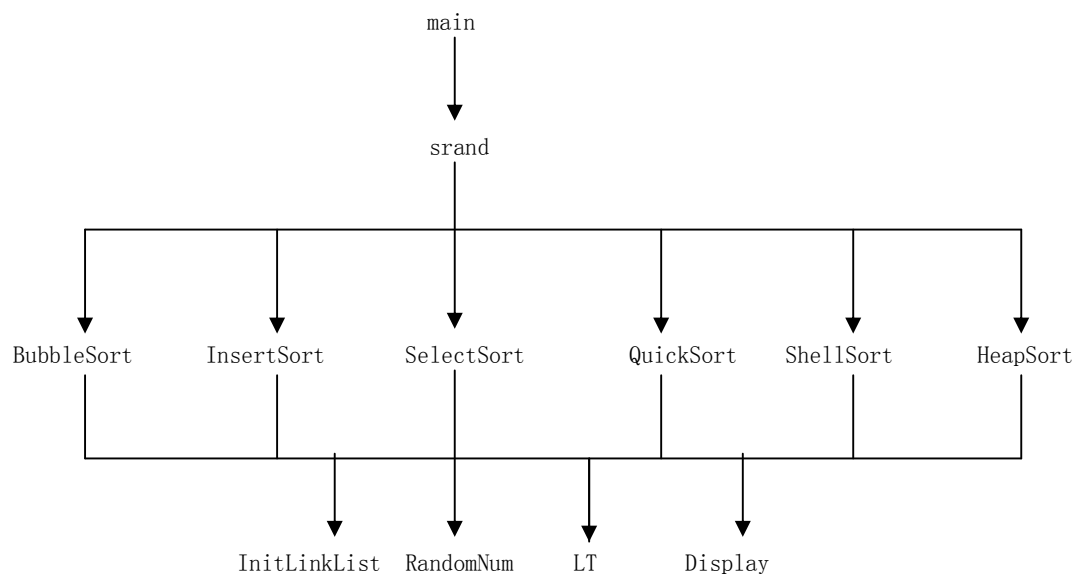 main
srand
BubbleSort InsertSort SelectSort QuickSort ShellSort HeapSort
InitLinkList RandomNum LT Display